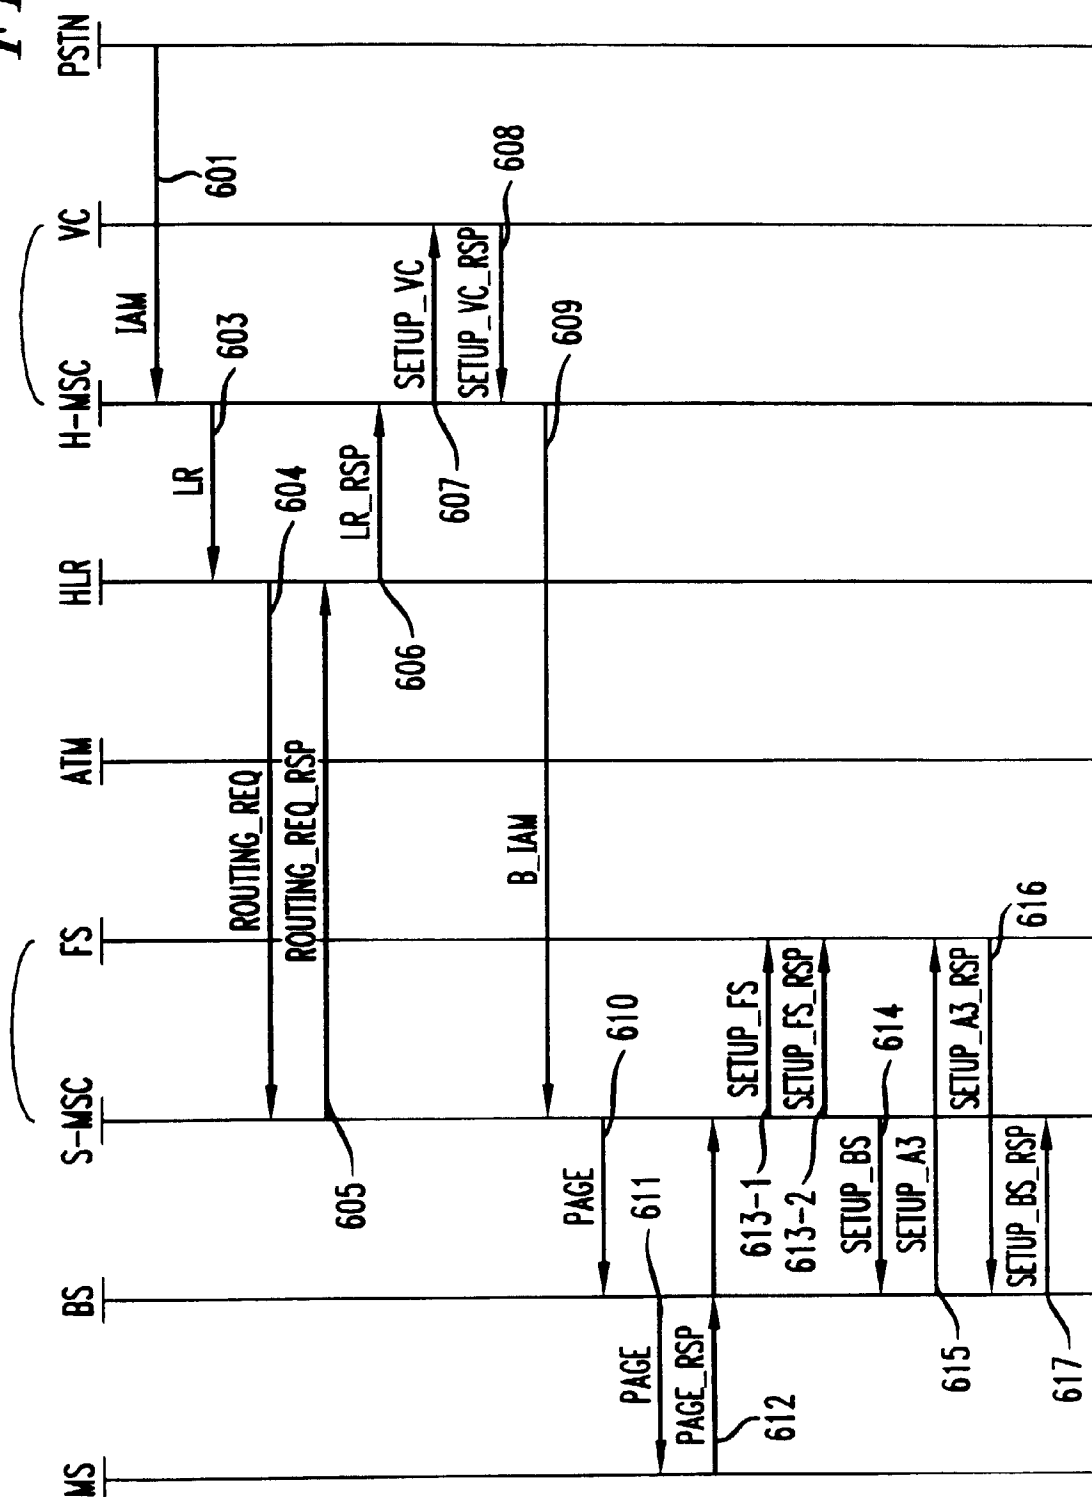 MS
BS
S-MSC
FS
ATM
HLR
H-MSC
VC
PSTN
IAM
601
LR
603
ROUTING_REQ
604
ROUTING_REQ_RSP
605
LR_RSP
606
SETUP_VC
607
SETUP_VC_RSP
608
B_IAM
609
PAGE
610
PAGE
611
PAGE_RSP
612
SETUP_FS
613-1
SETUP_FS_RSP
613-2
SETUP_BS
614
SETUP_A3
615
SETUP_A3_RSP
616
SETUP_BS_RSP
617